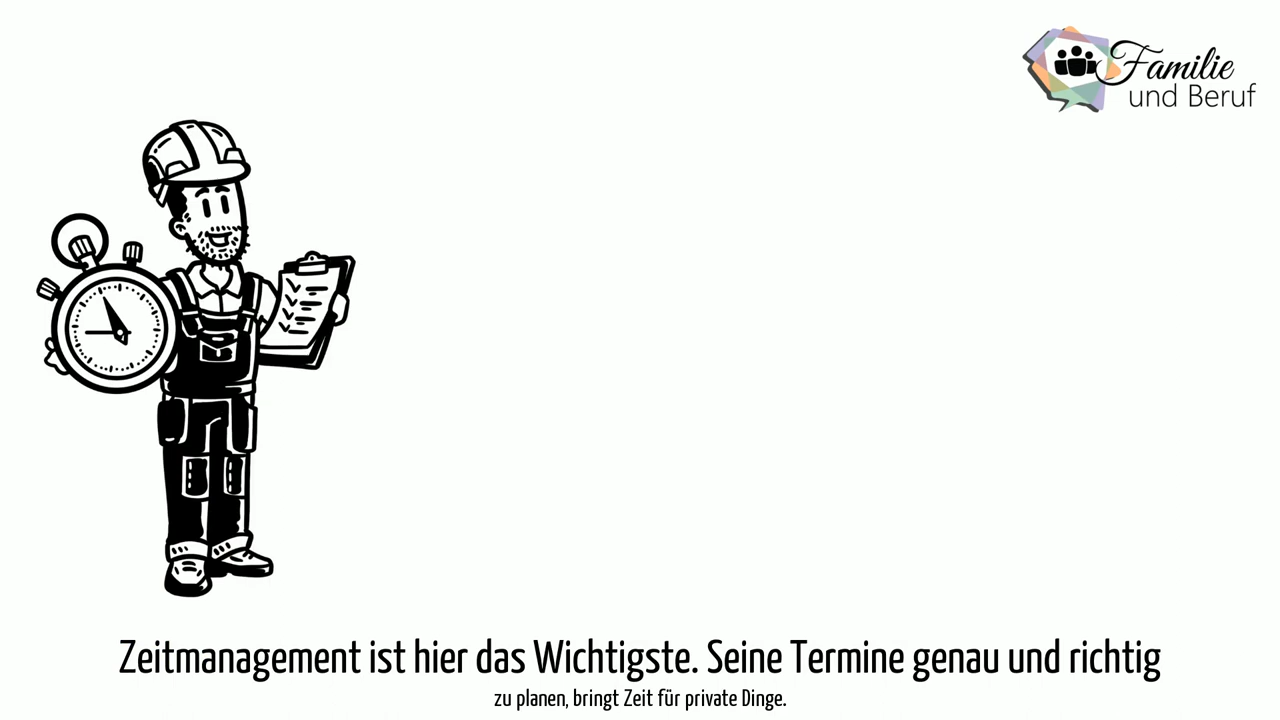 Familie
und Beruf
Zeitmanagement ist hier das Wichtigste. Seine Termine genau und richtig
zu planen, bringt Zeit für private Dinge.